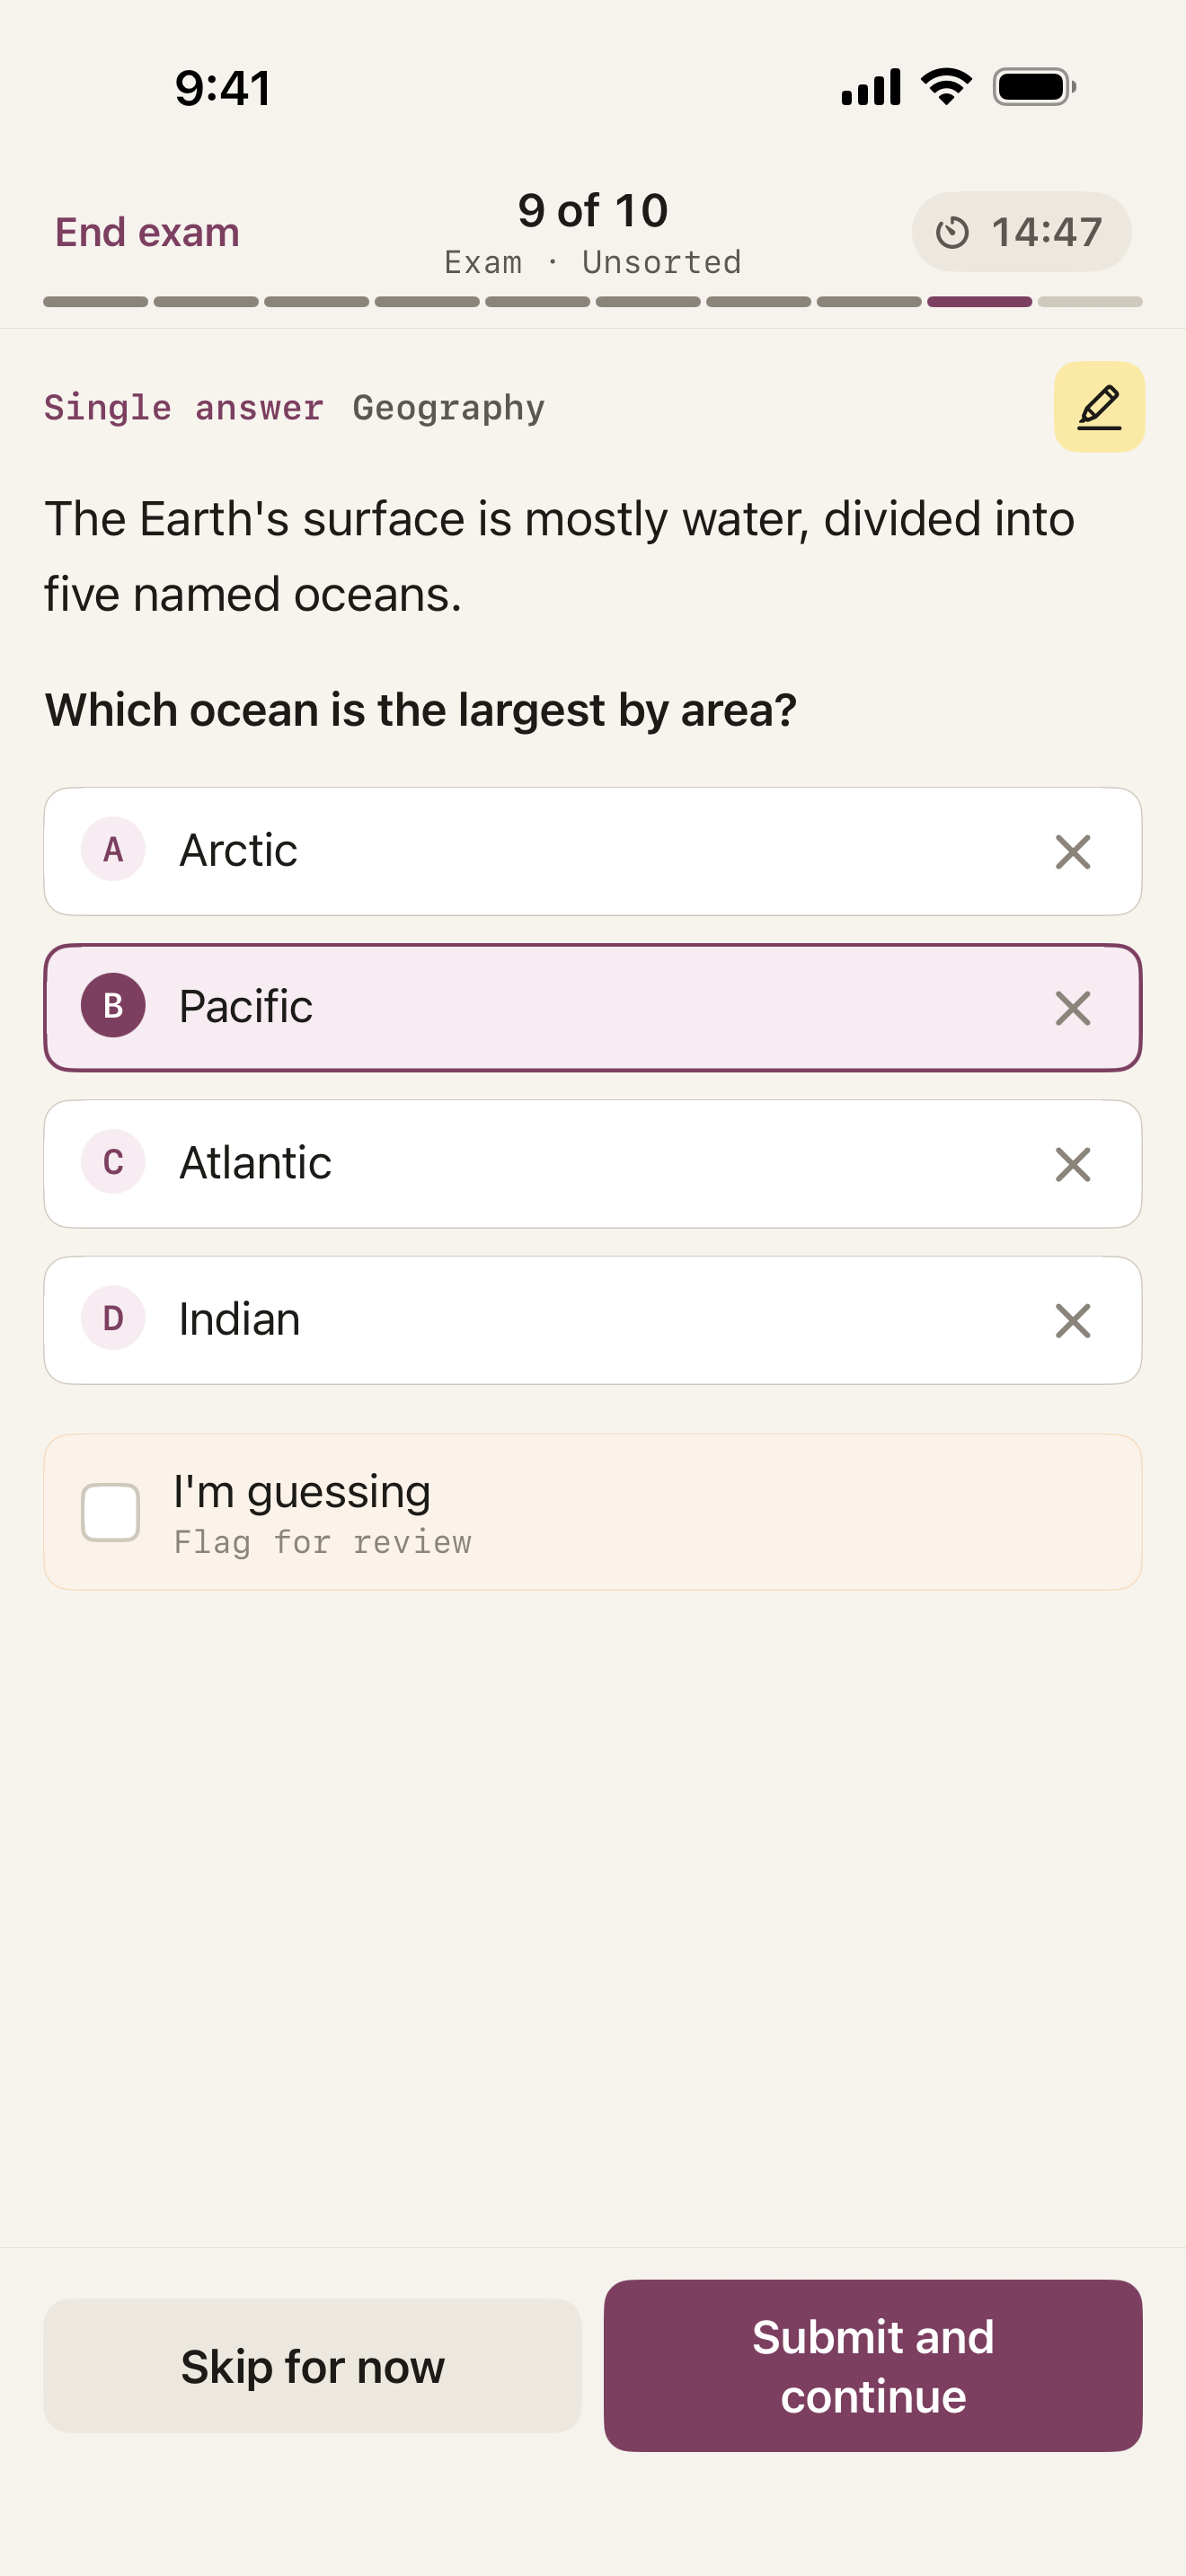 9:41
End exam
9 of 10
Exam · Unsorted
14:47
Single answer Geography
The Earth's surface is mostly water, divided into
five named oceans.
Which ocean is the largest by area?
A Arctic
B Pacific
C Atlantic
D Indian
I'm guessing
Flag for review
Skip for now
Submit and
continue